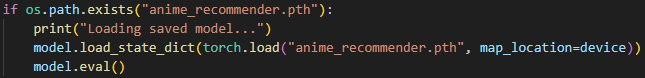 if os.path.exists("anime_recommender.pth"):
    print("Loading saved model...")
    model.load_state_dict(torch.load("anime_recommender.pth", map_location=device))
    model.eval()